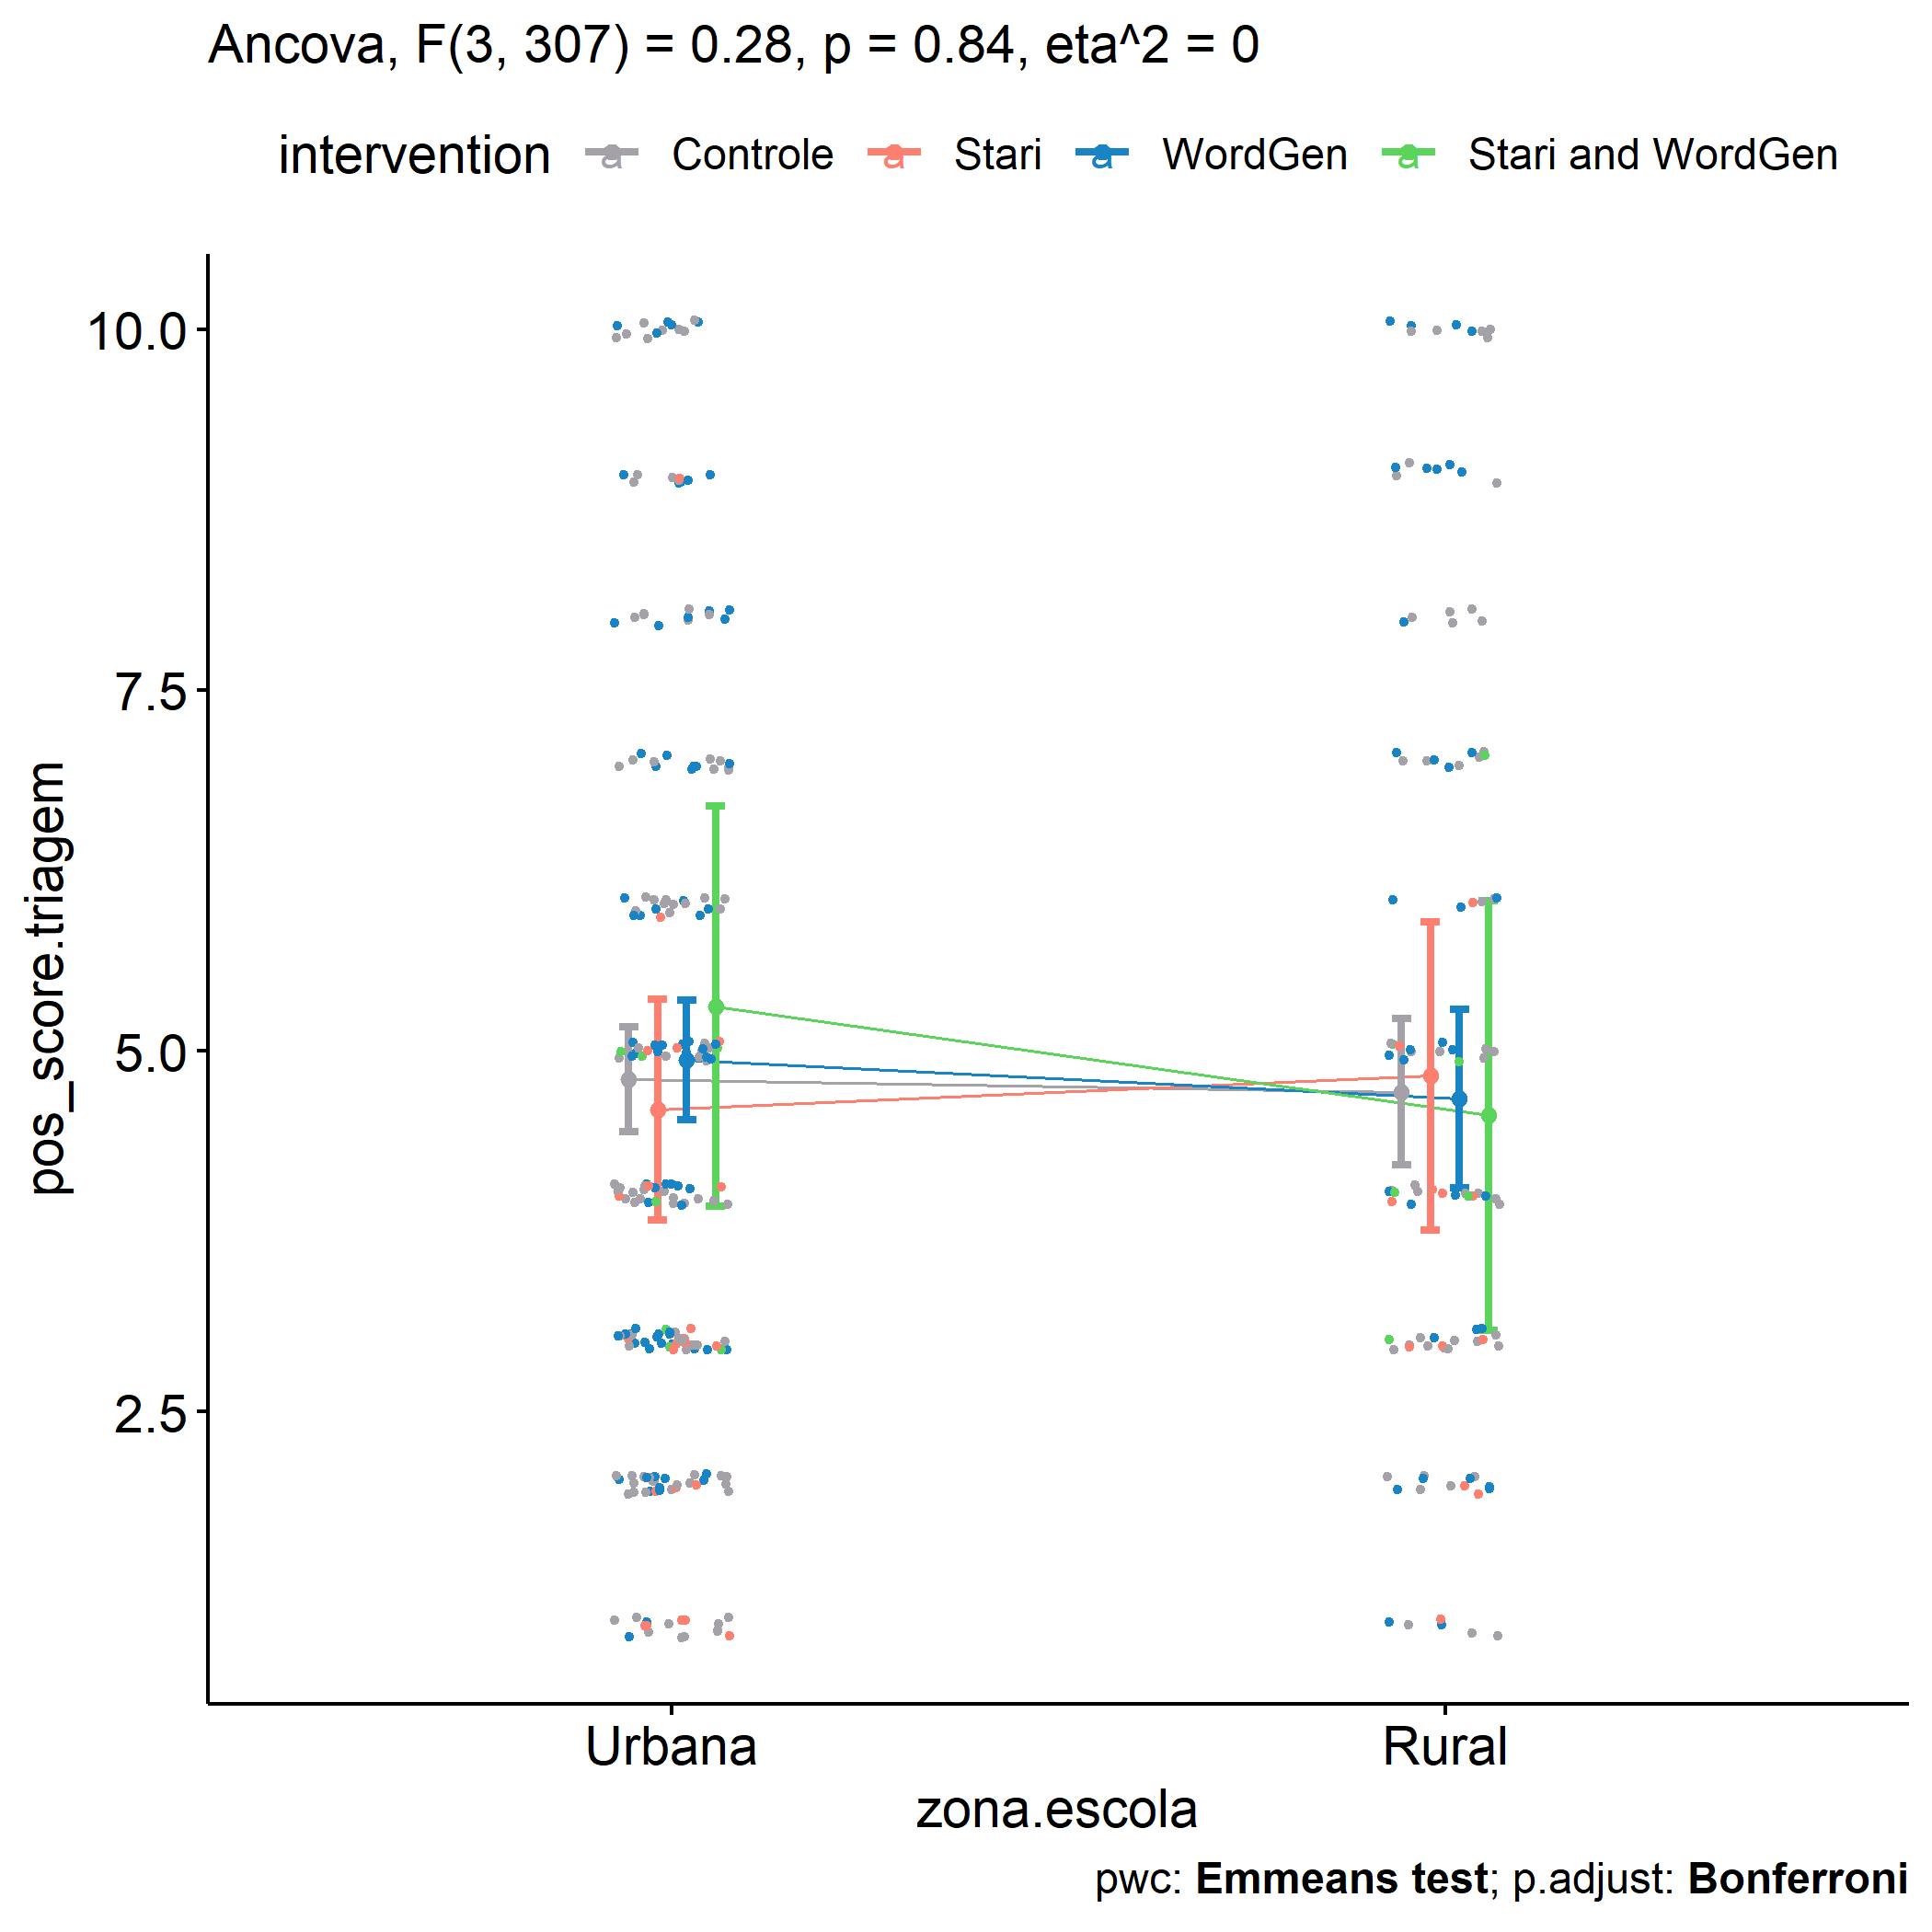 Ancova, F(3, 307) = 0.28, p = 0.84, eta^2 = 0
intervention a Controle a Stari a WordGen a Stari and WordGen
pos_score.triagem
10.0
7.5
5.0
2.5
Urbana Rural
zona.escola
pwc: Emmeans test; p.adjust: Bonferroni